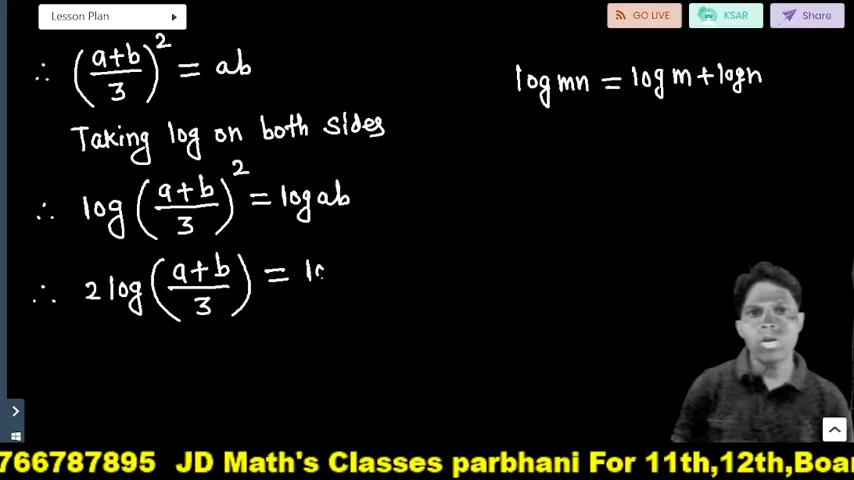 Lesson Plan
GO LIVE
KSAR
Share
∴ (a+b/3)² = ab
log mn = log m + log n
Taking log on both sides
∴ log (a+b/3)² = log ab
∴ 2 log (a+b/3) = lo
766787895 JD Math's Classes parbhani For 11th,12th,Boar